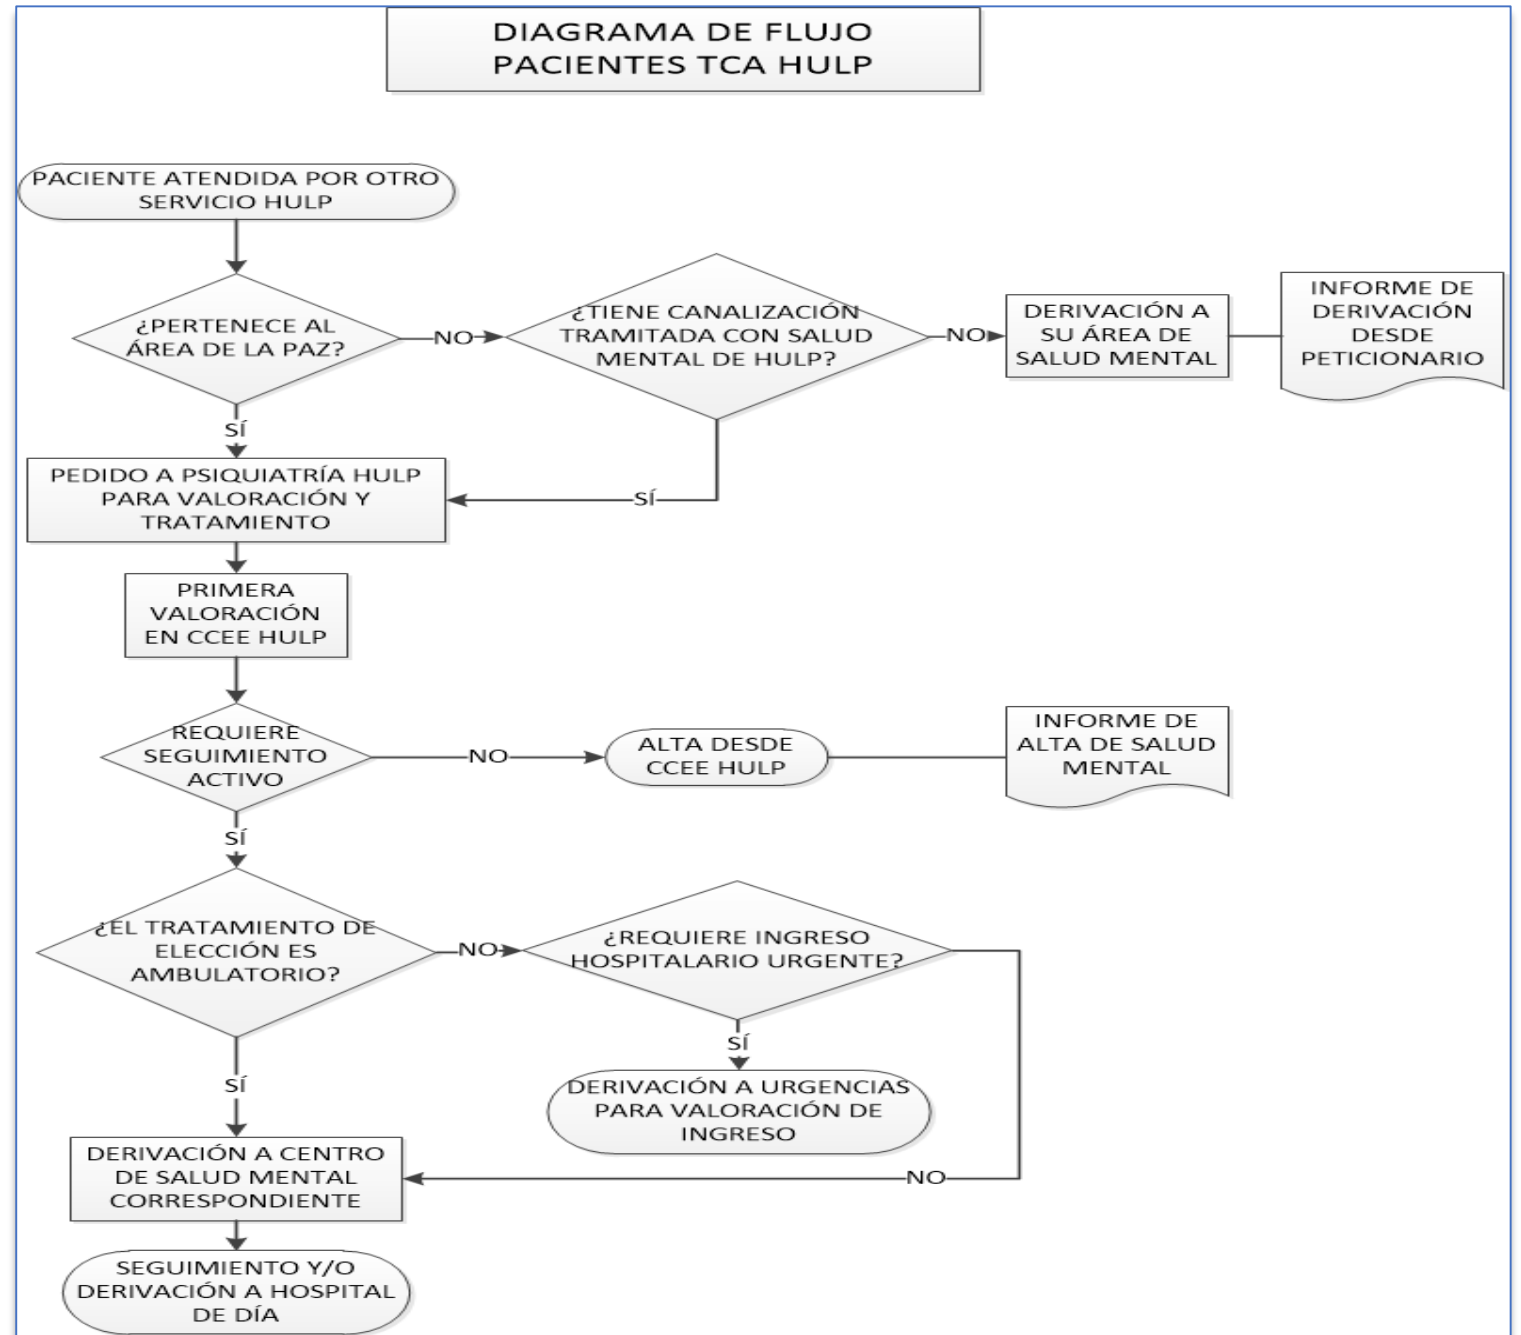 DIAGRAMA DE FLUJO
PACIENTES TCA HULP
PACIENTE ATENDIDA POR OTRO
SERVICIO HULP
¿PERTENECE AL
ÁREA DE LA PAZ?
NO
¿TIENE CANALIZACIÓN
TRAMITADA CON SALUD
MENTAL DE HULP?
NO
DERIVACIÓN A
SU ÁREA DE
SALUD MENTAL
INFORME DE
DERIVACIÓN
DESDE
PETICIONARIO
SÍ
PEDIDO A PSIQUIATRÍA HULP
PARA VALORACIÓN Y
TRATAMIENTO
SÍ
PRIMERA
VALORACIÓN
EN CCEE HULP
REQUIERE
SEGUIMIENTO
ACTIVO
NO
ALTA DESDE
CCEE HULP
INFORME DE
ALTA DE SALUD
MENTAL
SÍ
¿EL TRATAMIENTO DE
ELECCIÓN ES
AMBULATORIO?
NO
¿REQUIERE INGRESO
HOSPITALARIO URGENTE?
SÍ
SÍ
DERIVACIÓN A URGENCIAS
PARA VALORACIÓN DE
INGRESO
DERIVACIÓN A CENTRO
DE SALUD MENTAL
CORRESPONDIENTE
NO
SEGUIMIENTO Y/O
DERIVACIÓN A HOSPITAL
DE DÍA